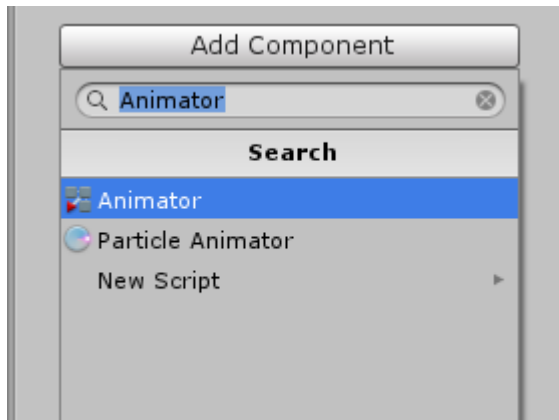 Add Component
Animator
Search
Animator
Particle Animator
New Script